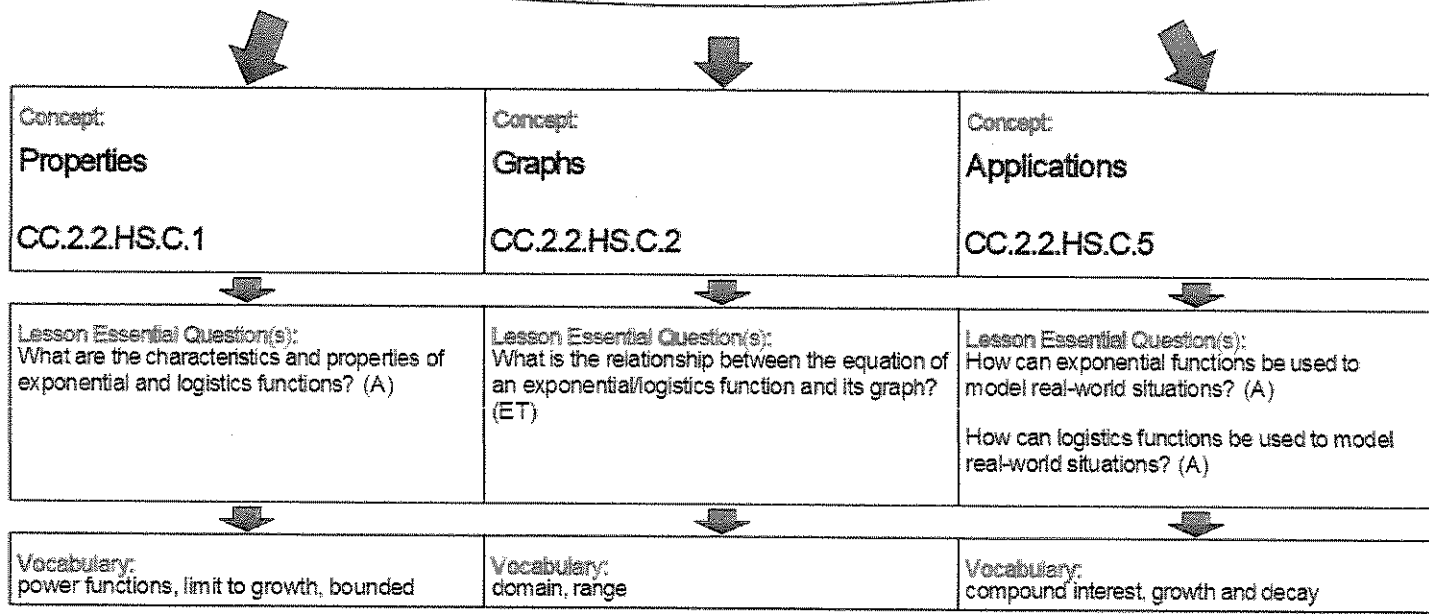 Concept:
Properties
CC.2.2.HS.C.1
Concept:
Graphs
CC.2.2.HS.C.2
Concept:
Applications
CC.2.2.HS.C.5
Lesson Essential Question(s):
What are the characteristics and properties of
exponential and logistics functions? (A)
Lesson Essential Question(s):
What is the relationship between the equation of
an exponential/logistics function and its graph?
(ET)
Lesson Essential Question(s):
How can exponential functions be used to
model real-world situations? (A)
How can logistics functions be used to model
real-world situations? (A)
Vocabulary:
power functions, limit to growth, bounded
Vocabulary:
domain, range
Vocabulary:
compound interest, growth and decay